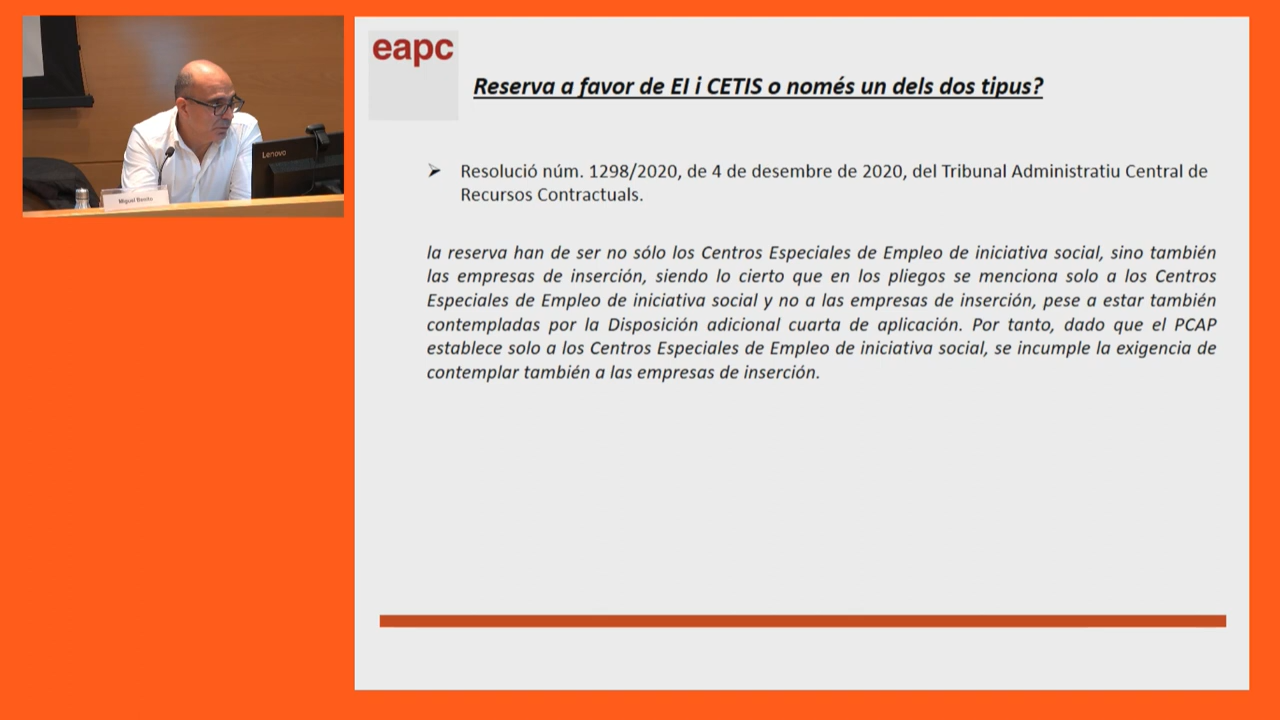 eapc
Reserva a favor de EI i CETIS o només un dels dos tipus?
Resolució núm. 1298/2020, de 4 de desembre de 2020, del Tribunal Administratiu Central de
Recursos Contractuals.
la reserva han de ser no sólo los Centros Especiales de Empleo de iniciativa social, sino también
las empresas de inserción, siendo lo cierto que en los pliegos se menciona solo a los Centros
Especiales de Empleo de iniciativa social y no a las empresas de inserción, pese a estar también
contempladas por la Disposición adicional cuarta de aplicación. Por tanto, dado que el PCAP
establece solo a los Centros Especiales de Empleo de iniciativa social, se incumple la exigencia de
contemplar también a las empresas de inserción.
Lenovo
Miguel Benito